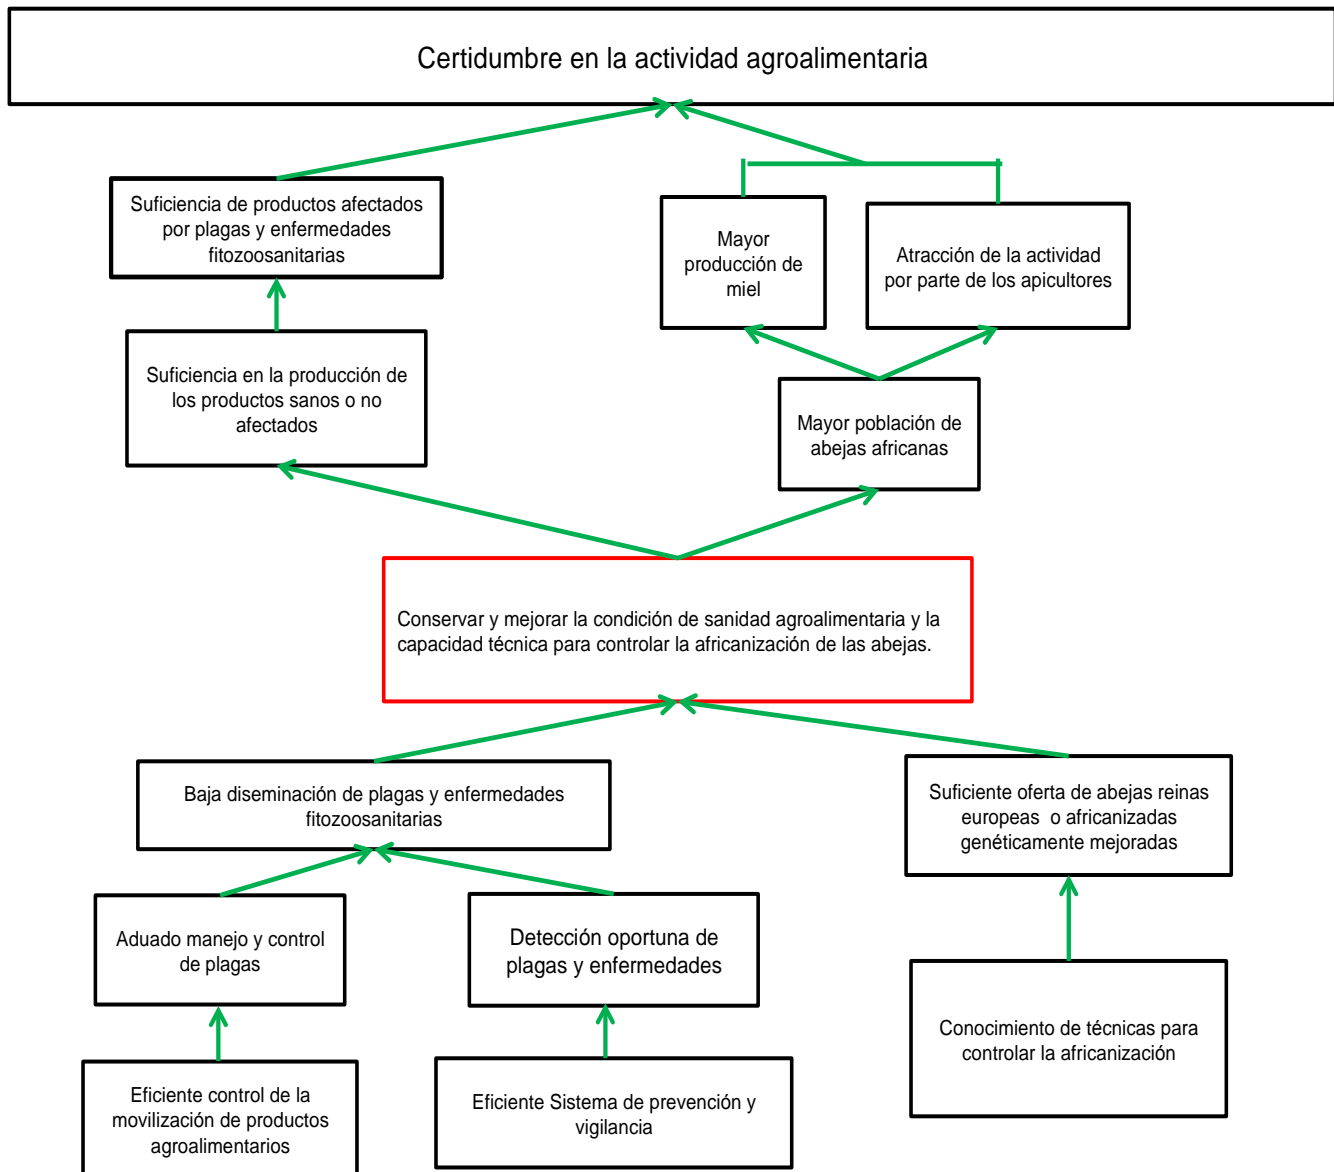 Certidumbre en la actividad agroalimentaria
Suficiencia de productos afectados
por plagas y enfermedades
fitozoosanitarias
Mayor
producción de
miel
Atracción de la actividad
por parte de los apicultores
Suficiencia en la producción de
los productos sanos o no
afectados
Mayor población de
abejas africanas
Conservar y mejorar la condición de sanidad agroalimentaria y la
capacidad técnica para controlar la africanización de las abejas.
Baja diseminación de plagas y enfermedades
fitozoosanitarias
Suficiente oferta de abejas reinas
europeas o africanizadas
genéticamente mejoradas
Aduado manejo y control
de plagas
Detección oportuna de
plagas y enfermedades
Conocimiento de técnicas para
controlar la africanización
Eficiente control de la
movilización de productos
agroalimentarios
Eficiente Sistema de prevención y
vigilancia